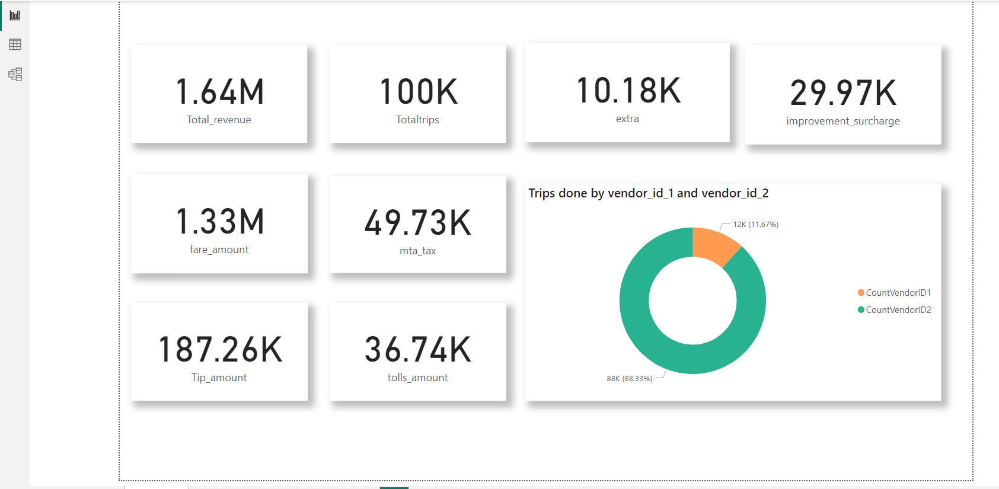 1.64M
Total_revenue
100K
Totaltrips
10.18K
extra
29.97K
improvement_surcharge
1.33M
fare_amount
49.73K
mta_tax
Trips done by vendor_id_1 and vendor_id_2
12K (11.67%)
88K (88.33%)
CountVendorID1
CountVendorID2
187.26K
Tip_amount
36.74K
tolls_amount